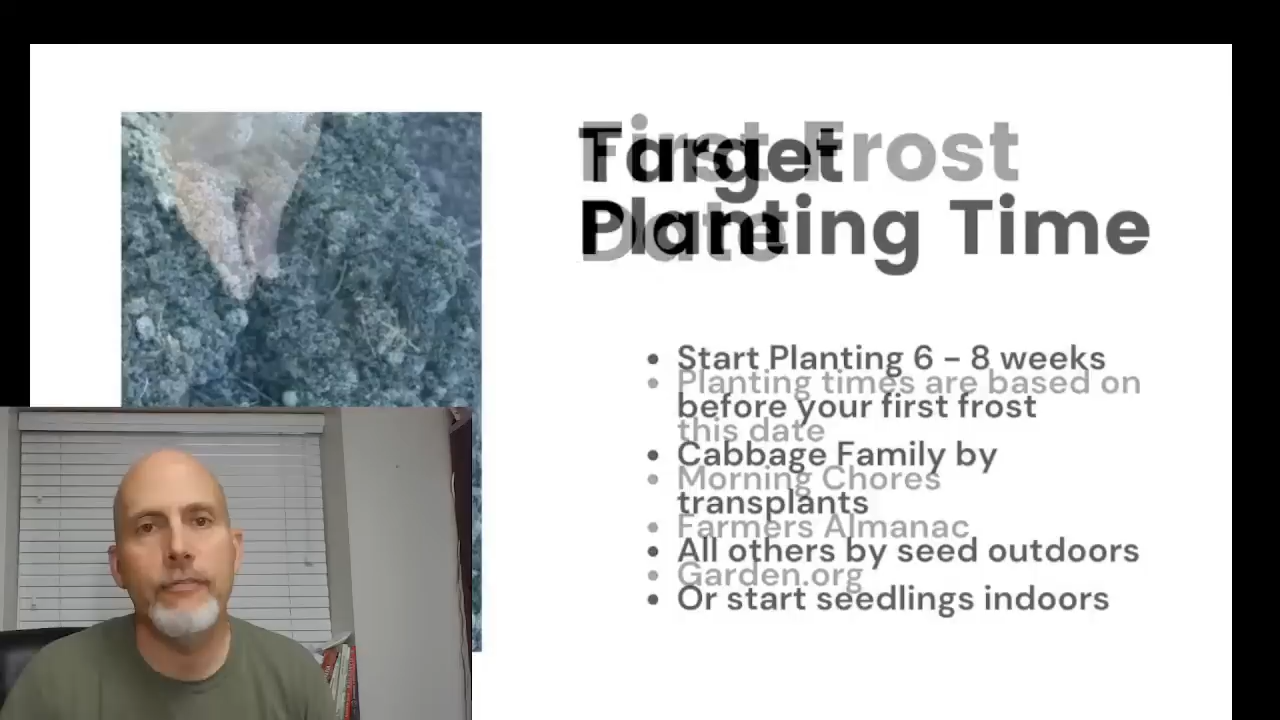 First Frost
Date
Target
Planting Time
• Planting times are based on
this date
• Morning Chores
• Farmers Almanac
• Garden.org
• Start Planting 6 - 8 weeks
before your first frost
• Cabbage Family by
transplants
• All others by seed outdoors
• Or start seedlings indoors